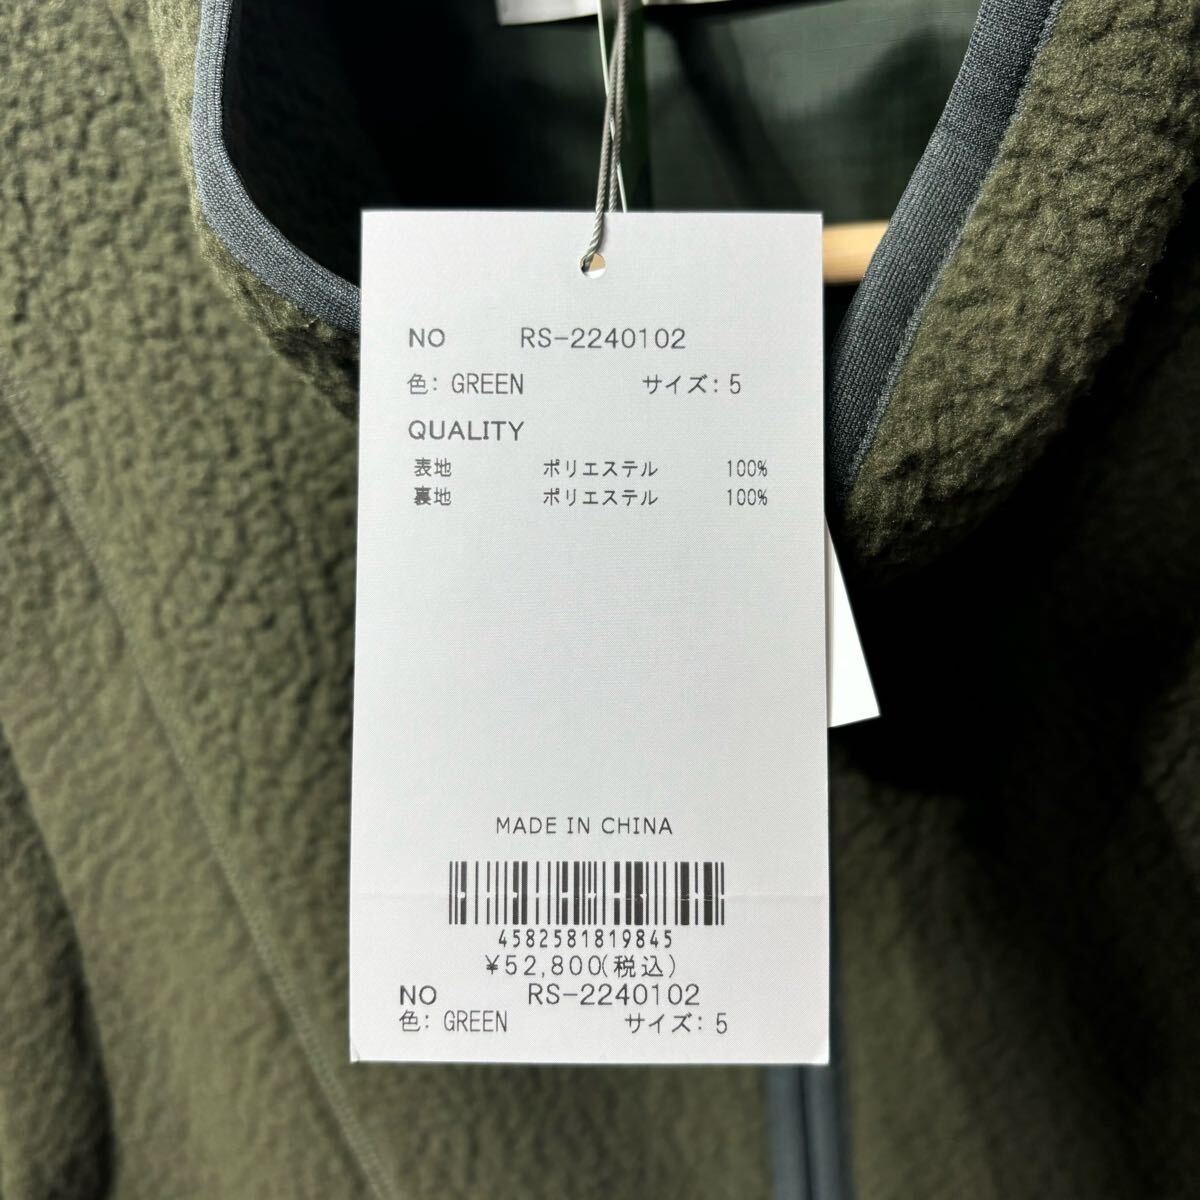 NO RS-2240102
色: GREEN サイズ: 5
QUALITY
表地 ポリエステル 100%
裏地 ポリエステル 100%
MADE IN CHINA
4582581819845
¥52,800(税込)
NO RS-2240102
色: GREEN サイズ: 5